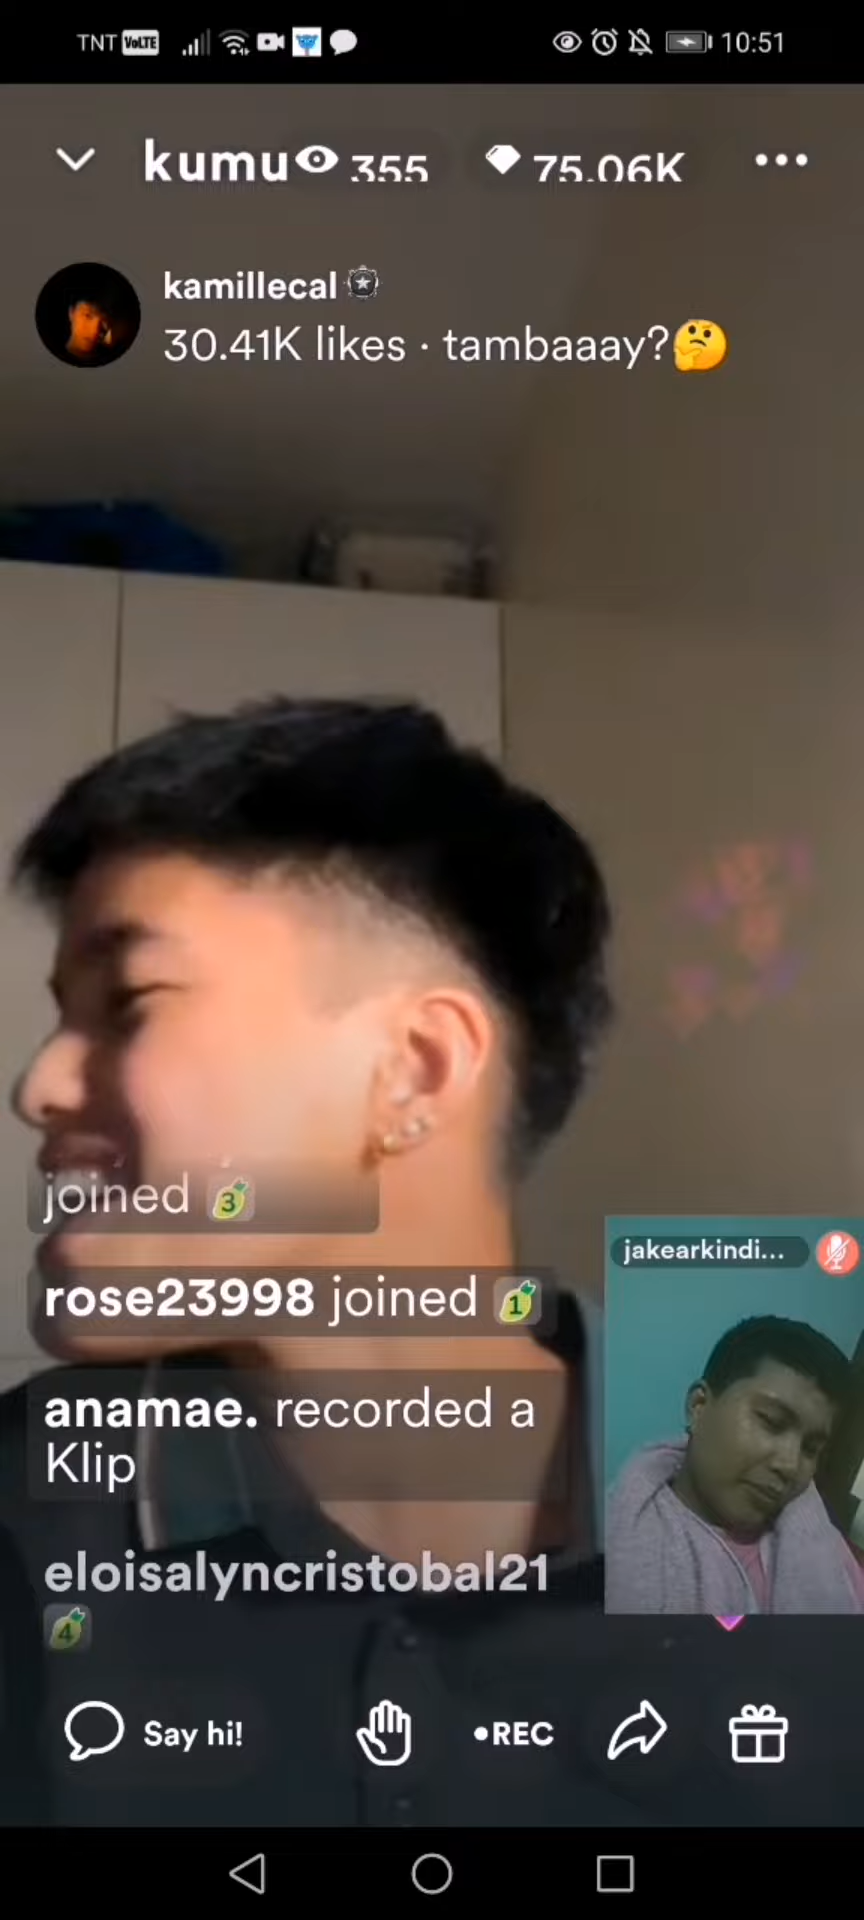 TNT VoLTE 10:51
kumu 355 75.06K
kamillecal
30.41K likes · tambaaay?🤔
joined 3
jakearkindi...
rose23998 joined 1
anamae. recorded a
Klip
eloisalyncristobal21
4
Say hi! •REC